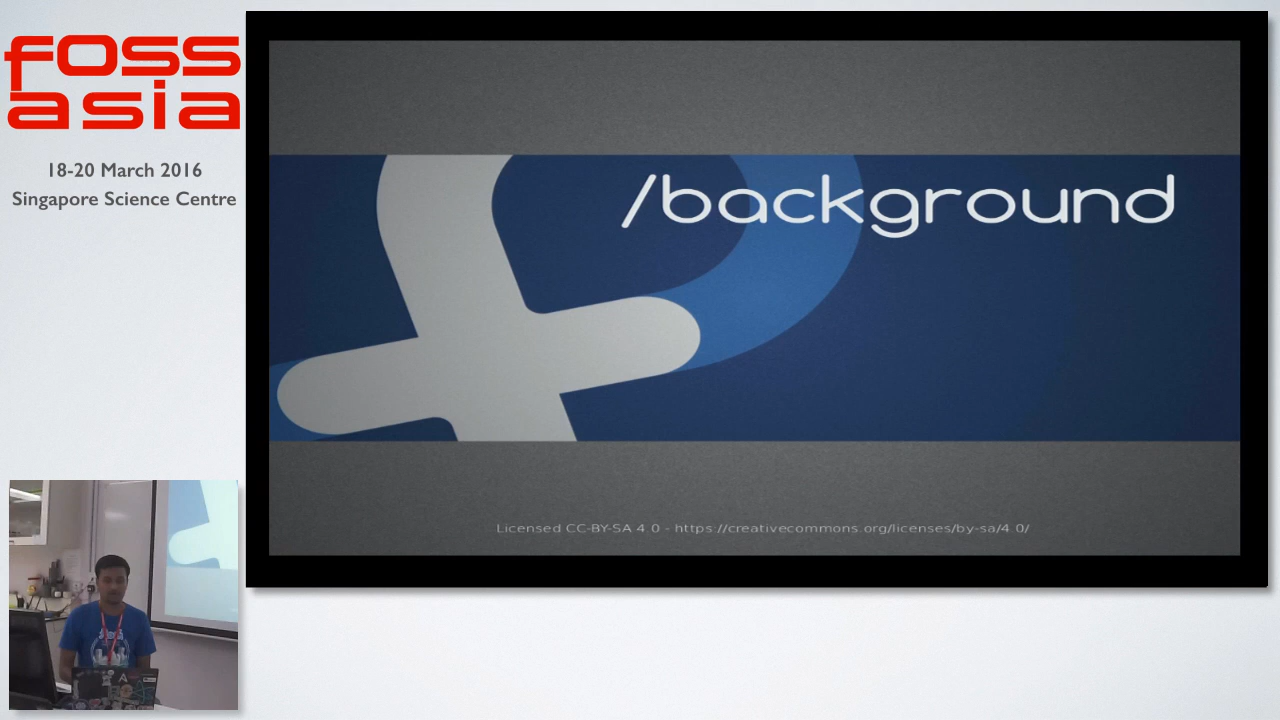 foss
asia
18-20 March 2016
Singapore Science Centre
/background
Licensed CC-BY-SA 4.0 - https://creativecommons.org/licenses/by-sa/4.0/